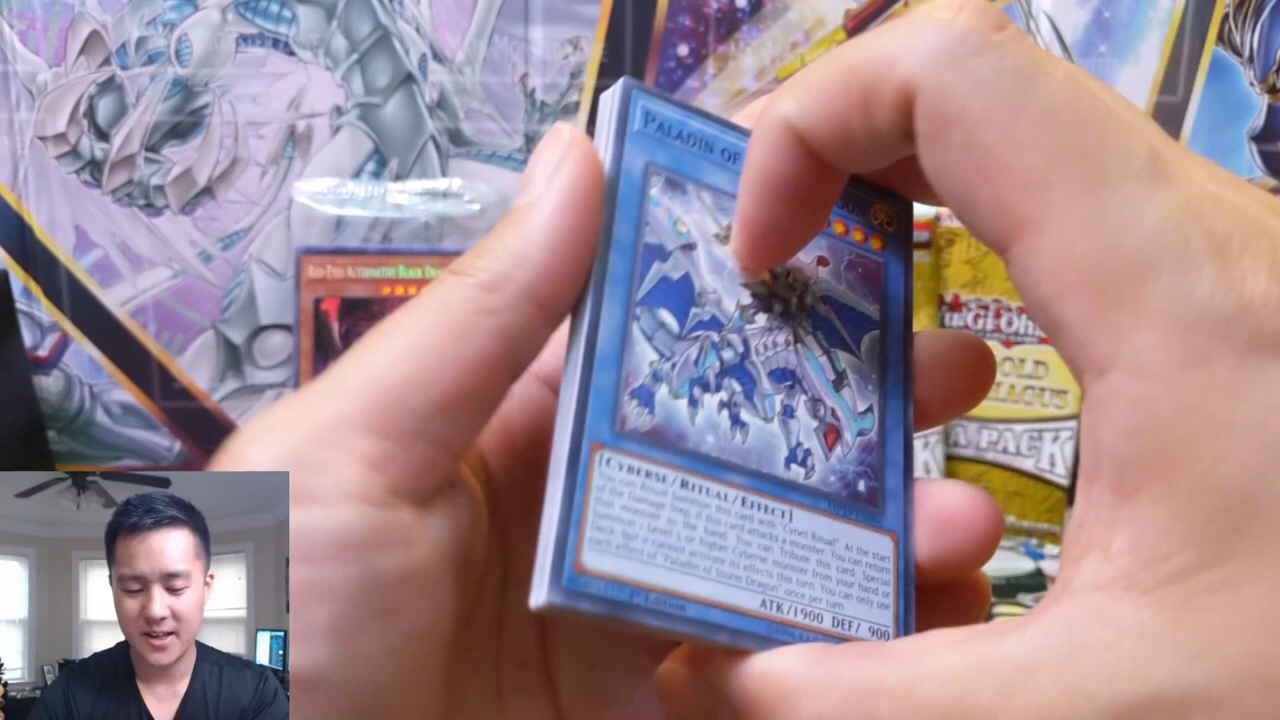 PALADIN OF
RED-EYES ALTERNATIVE BLACK
Yu-Gi-Oh!
PACK
[CYBERSE/RITUAL/EFFECT]
You can Ritual Summon this card with "Cynet Ritual". At the start
of the Damage Step, if this card attacks a monster: You can return
that monster to the hand. You can Tribute this card; Special
Summon 1 Level 5 or higher Cyberse monster from your hand or
Deck, but it cannot activate its effects this turn. You can only use
each effect of "Paladin of Storm Dragon" once per turn.
1st Edition
ATK/1900 DEF/ 900